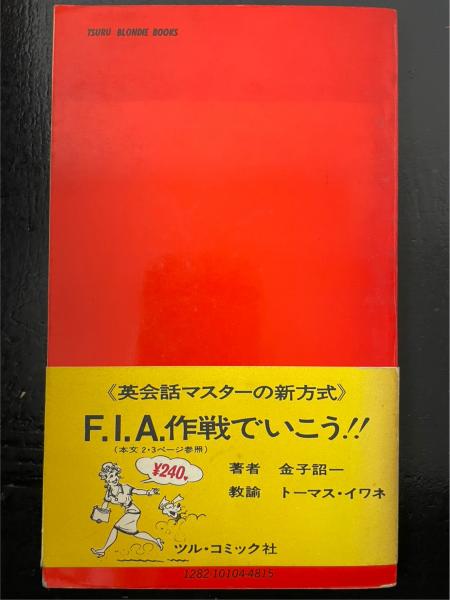 TSURU BLONDIE BOOKS
《英会話マスターの新方式》
F.I.A.作戦でいこう!!
(本文2・3ページ参照)
¥240.
著者 金子詔一
教諭 トーマス・イワネ
ツル・コミック社
1282-10104-4815